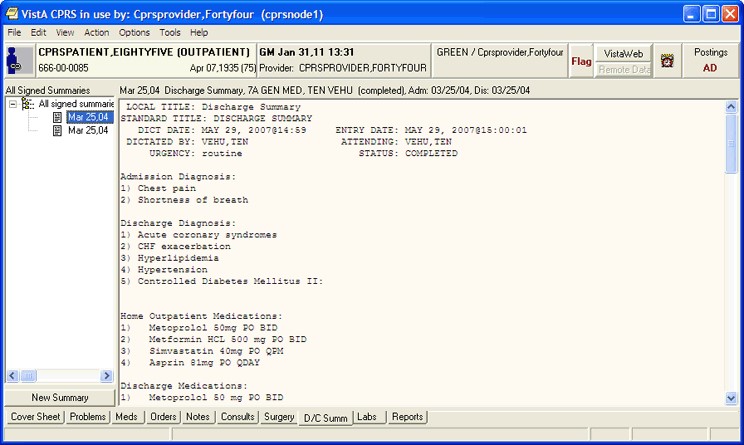 VistA CPRS in use by: Cprsprovider,Fortyfour (cprsnode1)
File Edit View Action Options Tools Help
CPRSPATIENT,EIGHTYFIVE (OUTPATIENT) GM Jan 31,11 13:31 GREEN / Cprsprovider,Fortyfour Flag VistaWeb Postings
666-00-0085 Apr 07,1935 (75) Provider: CPRSPROVIDER,FORTYFOUR Remote Data AD
All Signed Summaries Mar 25,04 Discharge Summary, 7A GEN MED, TEN VEHU (completed), Adm: 03/25/04, Dis: 03/25/04
All signed summaries
Mar 25,04
Mar 25,04
New Summary
LOCAL TITLE: Discharge Summary
STANDARD TITLE: DISCHARGE SUMMARY
DICT DATE: MAY 29, 2007@14:59 ENTRY DATE: MAY 29, 2007@15:00:01
DICTATED BY: VEHU,TEN ATTENDING: VEHU,TEN
URGENCY: routine STATUS: COMPLETED
Admission Diagnosis:
1) Chest pain
2) Shortness of breath
Discharge Diagnosis:
1) Acute coronary syndromes
2) CHF exacerbation
3) Hyperlipidemia
4) Hypertension
5) Controlled Diabetes Mellitus II:
Home Outpatient Medications:
1) Metoprolol 50mg PO BID
2) Metformin HCL 500 mg PO BID
3) Simvastatin 40mg PO QPM
4) Asprin 81mg PO QDAY
Discharge Medications:
1) Metoprolol 50 mg PO BID
Cover Sheet Problems Meds Orders Notes Consults Surgery D/C Summ Labs Reports